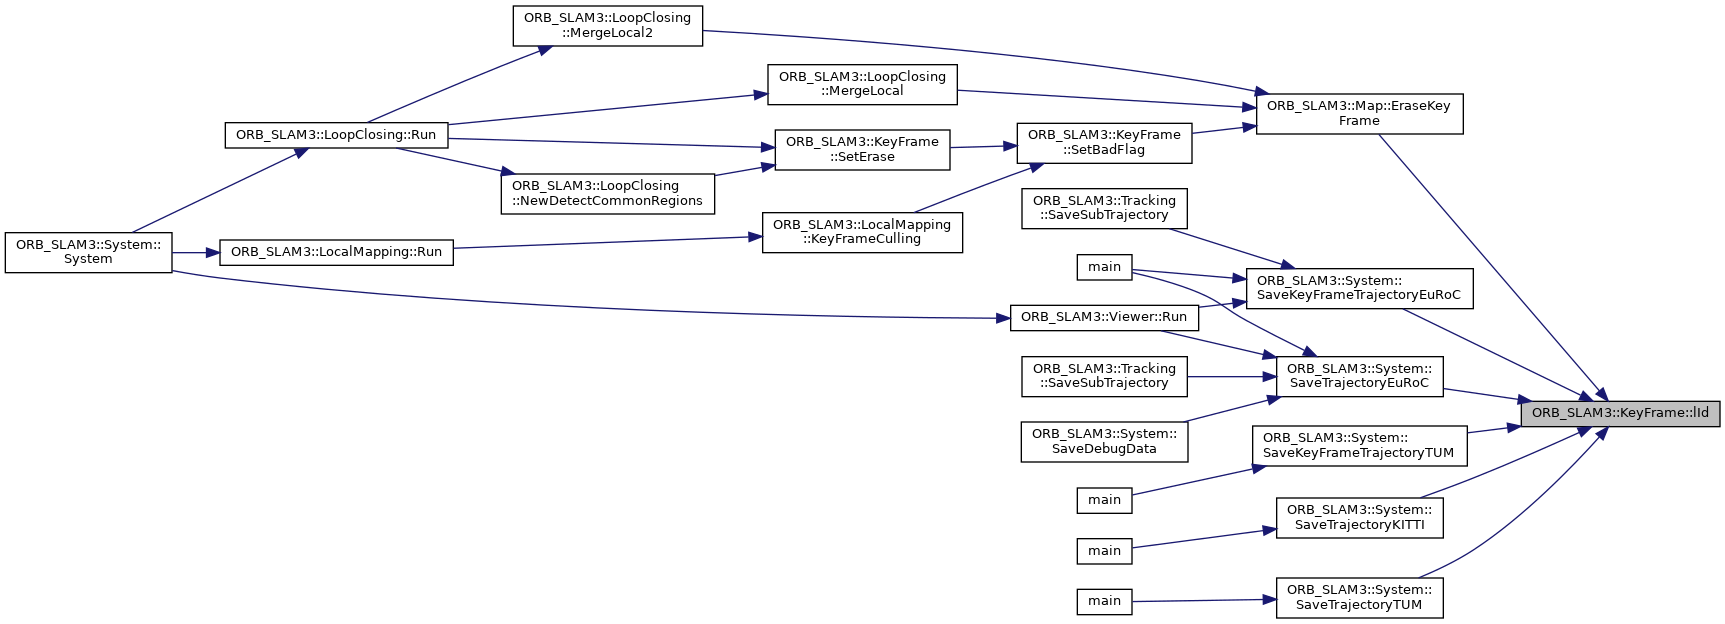 ORB_SLAM3::LoopClosing
::MergeLocal2
ORB_SLAM3::LoopClosing
::MergeLocal
ORB_SLAM3::Map::EraseKey
Frame
ORB_SLAM3::LoopClosing::Run
ORB_SLAM3::KeyFrame
::SetErase
ORB_SLAM3::KeyFrame
::SetBadFlag
ORB_SLAM3::LoopClosing
::NewDetectCommonRegions
ORB_SLAM3::Tracking
::SaveSubTrajectory
ORB_SLAM3::LocalMapping
::KeyFrameCulling
ORB_SLAM3::System::
System
ORB_SLAM3::LocalMapping::Run
main
ORB_SLAM3::System::
SaveKeyFrameTrajectoryEuRoC
ORB_SLAM3::Viewer::Run
ORB_SLAM3::Tracking
::SaveSubTrajectory
ORB_SLAM3::System::
SaveTrajectoryEuRoC
ORB_SLAM3::KeyFrame::lId
ORB_SLAM3::System::
SaveDebugData
ORB_SLAM3::System::
SaveKeyFrameTrajectoryTUM
main
ORB_SLAM3::System::
SaveTrajectoryKITTI
main
ORB_SLAM3::System::
SaveTrajectoryTUM
main